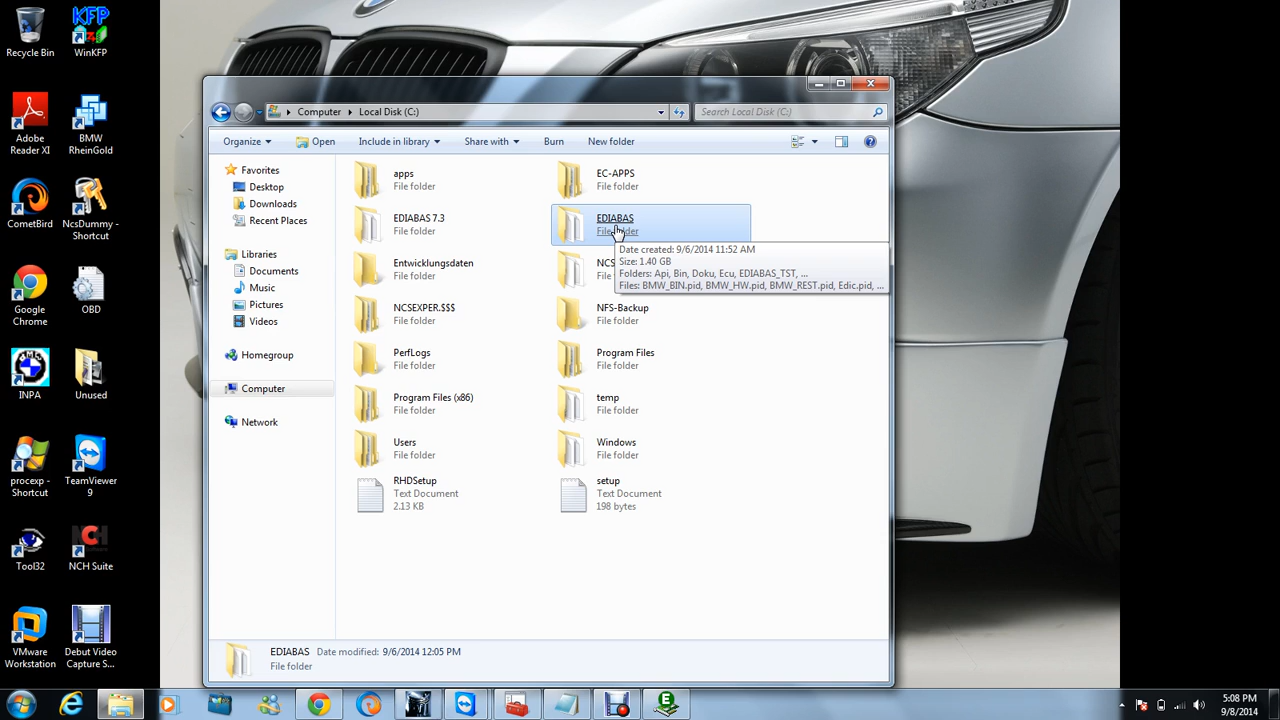 Recycle Bin
WinKFP
Adobe
Reader XI
BMW
RheinGold
CometBird
NcsDummy -
Shortcut
Google
Chrome
OBD
INPA
Unused
procexp -
Shortcut
TeamViewer
9
Tool32
NCH Suite
VMware
Workstation
Debut Video
Capture S...
Computer
Local Disk (C:)
Search Local Disk (C:)
Organize
Open
Include in library
Share with
Burn
New folder
Favorites
Desktop
Downloads
Recent Places
Libraries
Documents
Music
Pictures
Videos
Homegroup
Computer
Network
apps
File folder
EC-APPS
File folder
EDIABAS 7.3
File folder
EDIABAS
File folder
Date created: 9/6/2014 11:52 AM
Size: 1.40 GB
Folders: Api, Bin, Doku, Ecu, EDIABAS_TST, ...
Files: BMW_BIN.pid, BMW_HW.pid, BMW_REST.pid, Edic.pid, ...
Entwicklungsdaten
File folder
NCS
File
NCSEXPER.$$$
File folder
NFS-Backup
File folder
PerfLogs
File folder
Program Files
File folder
Program Files (x86)
File folder
temp
File folder
Users
File folder
Windows
File folder
RHDSetup
Text Document
2.13 KB
setup
Text Document
198 bytes
EDIABAS Date modified: 9/6/2014 12:05 PM
File folder
5:08 PM
9/8/2014